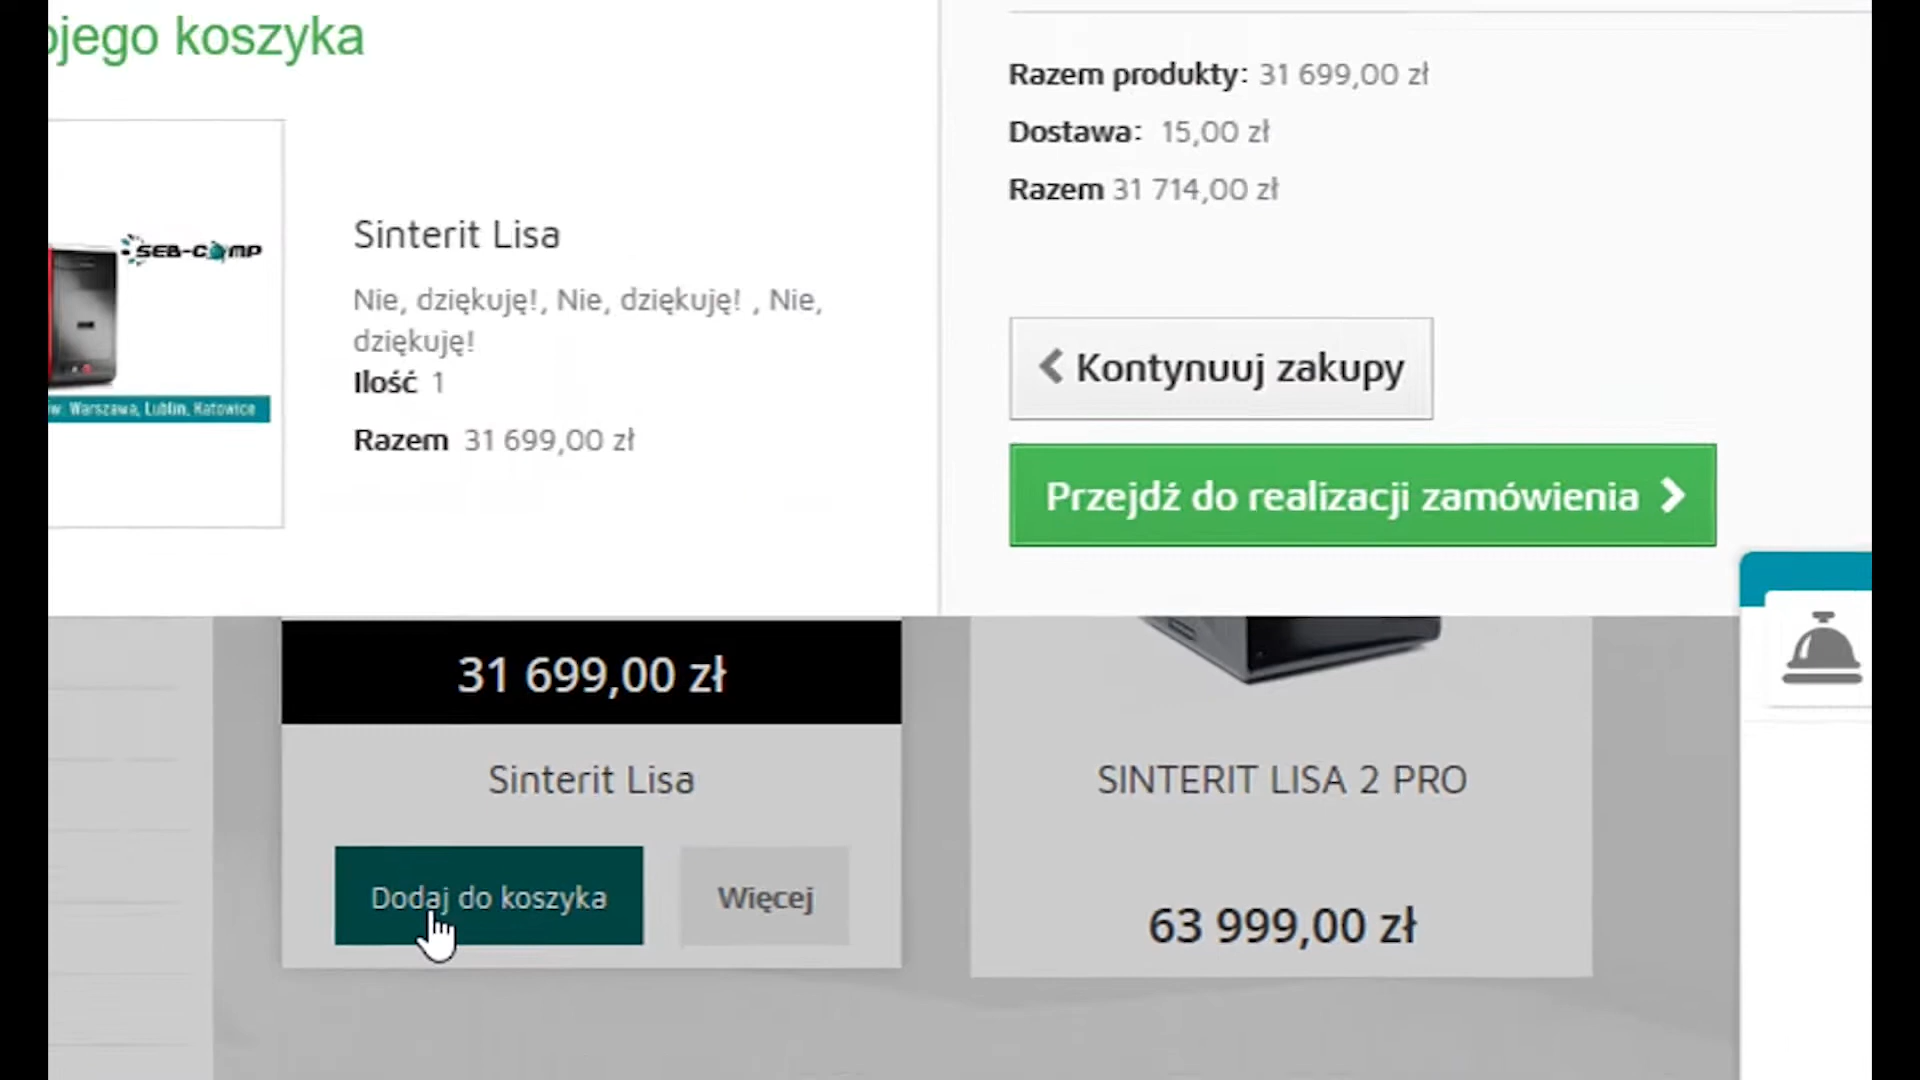 ojego koszyka
SEB-COMP
w: Warszawa, Lublin, Katowice
Sinterit Lisa
Nie, dziękuję!, Nie, dziękuję! , Nie,
dziękuję!
Ilość 1
Razem 31 699,00 zł
Razem produkty: 31 699,00 zł
Dostawa: 15,00 zł
Razem 31 714,00 zł
Kontynuuj zakupy
Przejdź do realizacji zamówienia
31 699,00 zł
Sinterit Lisa
Dodaj do koszyka
Więcej
SINTERIT LISA 2 PRO
63 999,00 zł